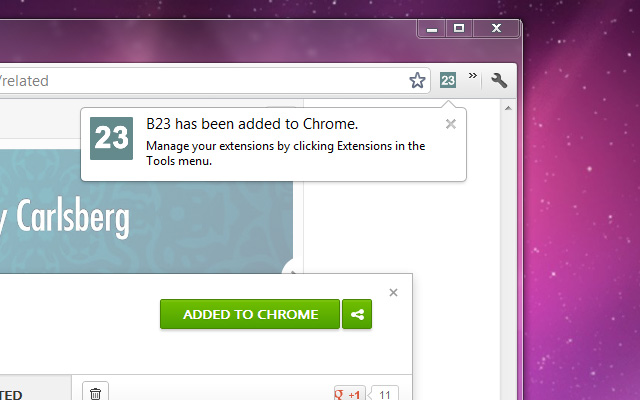 /related
23
23
B23 has been added to Chrome.
Manage your extensions by clicking Extensions in the
Tools menu.
y Carlsberg
ADDED TO CHROME
TED
+1
11